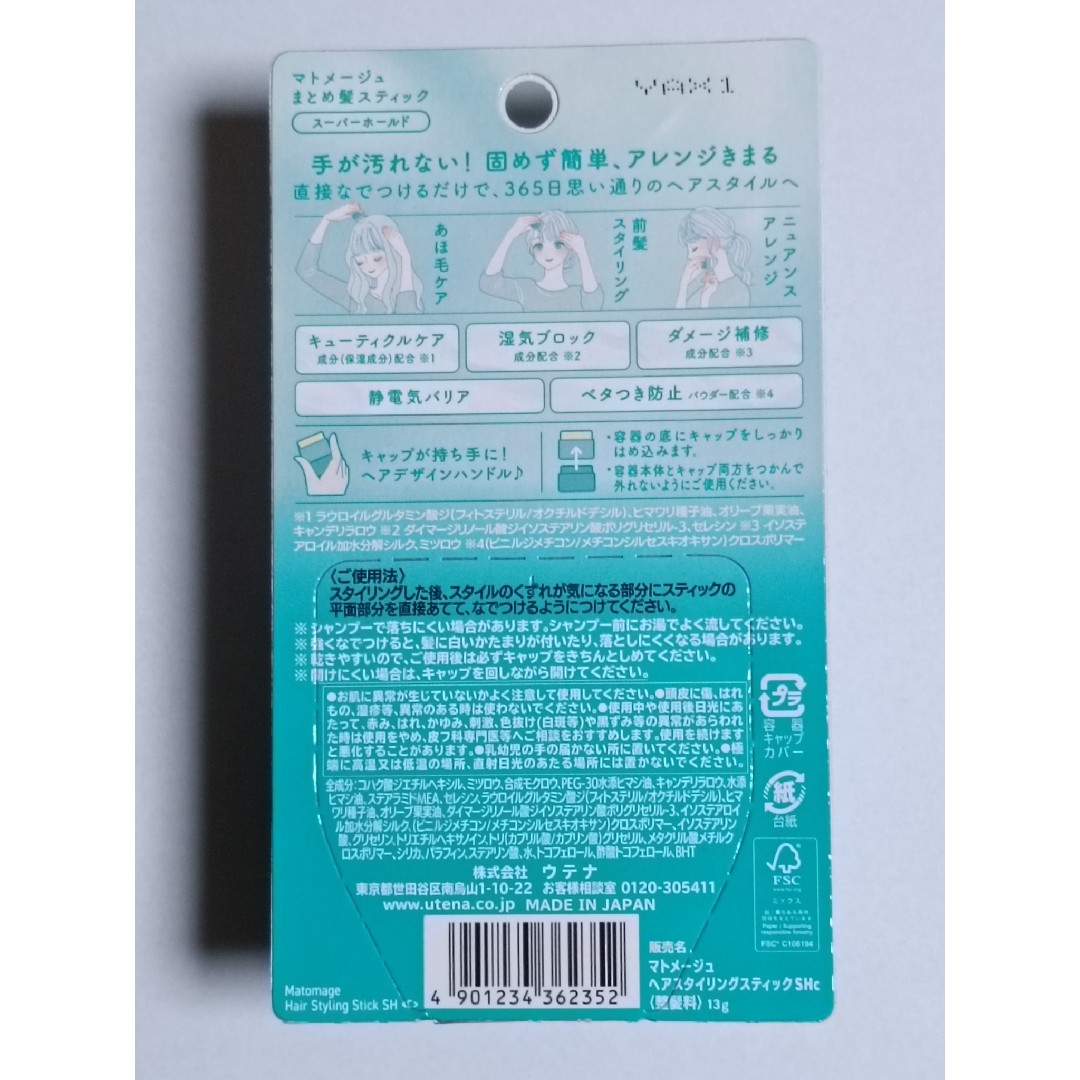 マトメージュ
まとめ髪スティック
スーパーホールド
手が汚れない! 固めず簡単、アレンジきまる
直接なでつけるだけで、365日思い通りのヘアスタイルへ
あほ毛ケア
前髪
スタイリング
ニュアンス
アレンジ
キューティクルケア
成分(保湿成分)配合 ※1
湿気ブロック
成分配合 ※2
ダメージ補修
成分配合 ※3
静電気バリア
ベタつき防止 パウダー配合 ※4
キャップが持ち手に!
ヘアデザインハンドル♪
・容器の底にキャップをしっかり
はめ込みます。
・容器本体とキャップ両方をつかんで
外れないようにご使用ください。
※1 ラウロイルグルタミン酸ジ(フィトステリル/オクチルドデシル)、ヒマワリ種子油、オリーブ果実油、
キャンデリラロウ ※2 ダイマージリノール酸ジイソステアリン酸ポリグリセリル-3、セレシン ※3 イソステ
アロイル加水分解シルク、ミツロウ ※4(ビニルジメチコン/メチコンシルセスキオキサン)クロスポリマー
〈ご使用法〉
スタイリングした後、スタイルのくずれが気になる部分にスティックの
平面部分を直接あてて、なでつけるようにつけてください。
※シャンプーで落ちにくい場合があります。シャンプー前にお湯でよく流してください。
※強くなでつけると、髪に白いかたまりが付いたり、落としにくくなる場合があります。
※乾きやすいので、ご使用後は必ずキャップをきちんとしめてください。
※開けにくい場合は、キャップを回しながら開けてください。
●お肌に異常が生じていないかよく注意して使用してください。●頭皮に傷、はれ
もの、湿疹等、異常のある時は使わないでください。●使用中や使用後日光にあ
たって、赤み、はれ、かゆみ、刺激、色抜け(白斑等)や黒ずみ等の異常があらわれ
た時は使用をやめ、皮フ科専門医等へご相談をおすすめします。使用を続けます
と悪化することがあります。●乳幼児の手の届かない所に置いてください。●極
端に高温又は低温の場所、直射日光のあたる場所には置かないでください。
全成分:コハク酸ジエチルヘキシル、ミツロウ、合成モクロウ、PEG-30水添ヒマシ油、キャンデリラロウ、水添
ヒマシ油、ステアラミドMEA、セレシン、ラウロイルグルタミン酸ジ(フィトステリル/オクチルドデシル)、ヒマ
ワリ種子油、オリーブ果実油、ダイマージリノール酸ジイソステアリン酸ポリグリセリル-3、イソステアロイ
ル加水分解シルク、(ビニルジメチコン/メチコンシルセスキオキサン)クロスポリマー、イソステアリン
酸、グリセリン、トリエチルヘキサノイン、トリ(カプリル酸/カプリン酸)グリセリル、メタクリル酸メチルク
ロスポリマー、シリカ、パラフィン、ステアリン酸、水、トコフェロール、酢酸トコフェロール、BHT
株式会社 ウテナ
東京都世田谷区南烏山1-10-22 お客様相談室 0120-305411
www.utena.co.jp MADE IN JAPAN
プラ
容器
キャップ
カバー
紙
台紙
FSC
www.fsc.org
ミックス
Paper | Supporting
responsible forestry
FSC® C106194
販売名
マトメージュ
ヘアスタイリングスティックSHc
〈整髪料〉 13g
Matomage
Hair Styling Stick SH
4 901234 362352